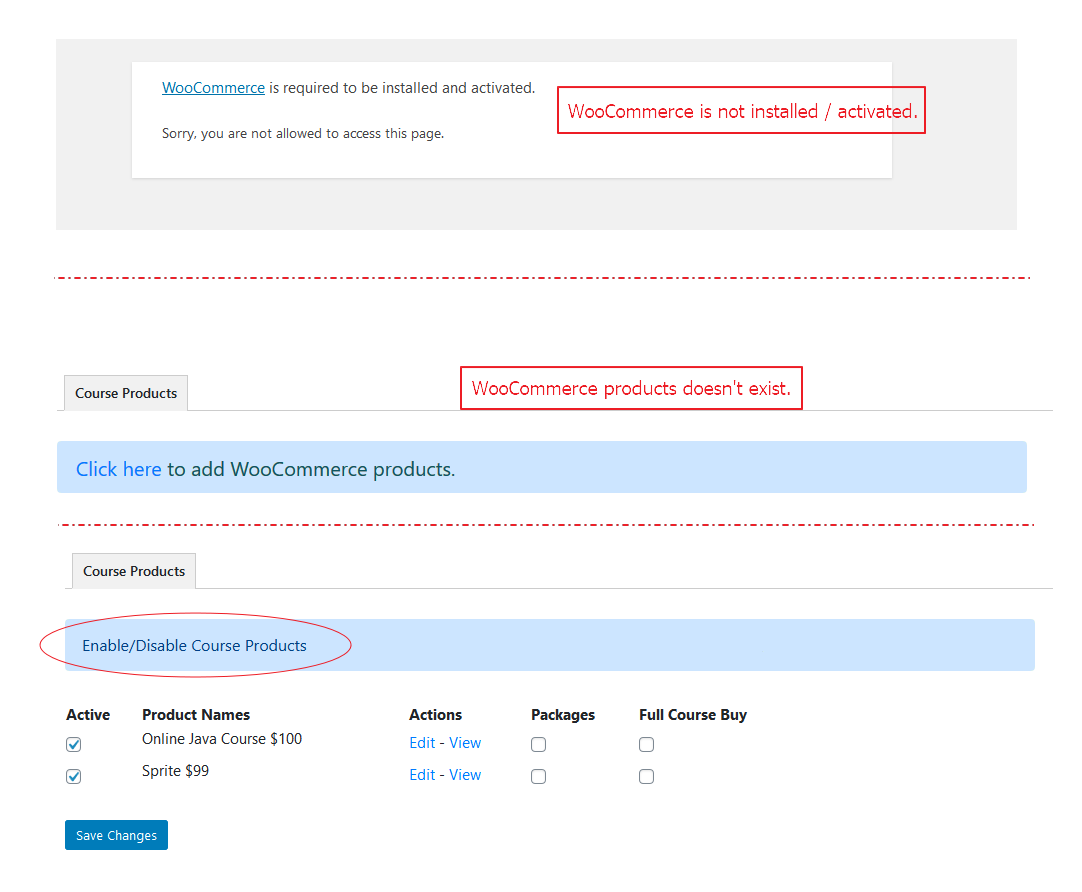 WooCommerce is required to be installed and activated.
WooCommerce is not installed / activated.
Sorry, you are not allowed to access this page.
Course Products
WooCommerce products doesn't exist.
Click here to add WooCommerce products.
Course Products
Enable/Disable Course Products
Active Product Names Actions Packages Full Course Buy
Online Java Course $100 Edit - View
Sprite $99 Edit - View
Save Changes